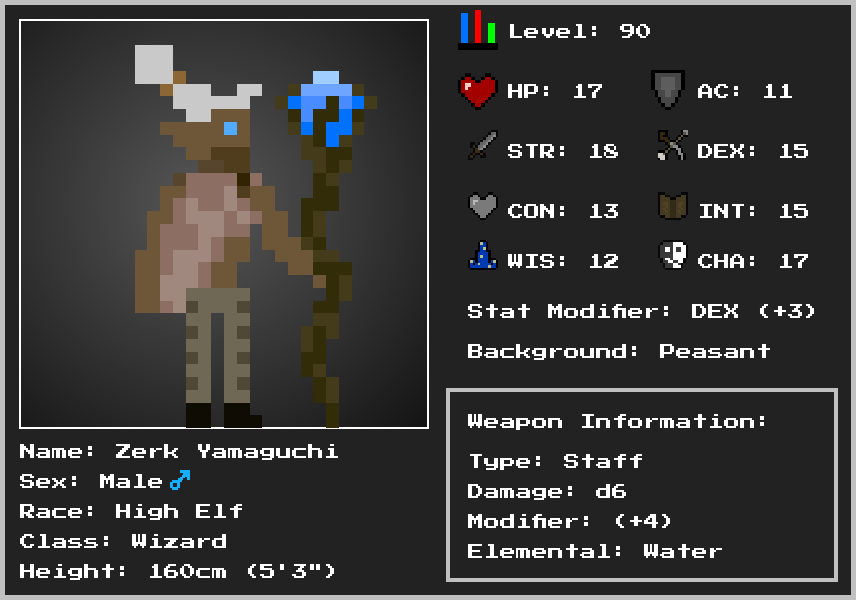 Level: 90
HP: 17 AC: 11
STR: 18 DEX: 15
CON: 13 INT: 15
WIS: 12 CHA: 17
Stat Modifier: DEX (+3)
Background: Peasant
Weapon Information:
Type: Staff
Damage: d6
Modifier: (+4)
Elemental: Water
Name: Zerk Yamaguchi
Sex: Male♂
Race: High Elf
Class: Wizard
Height: 160cm (5'3")